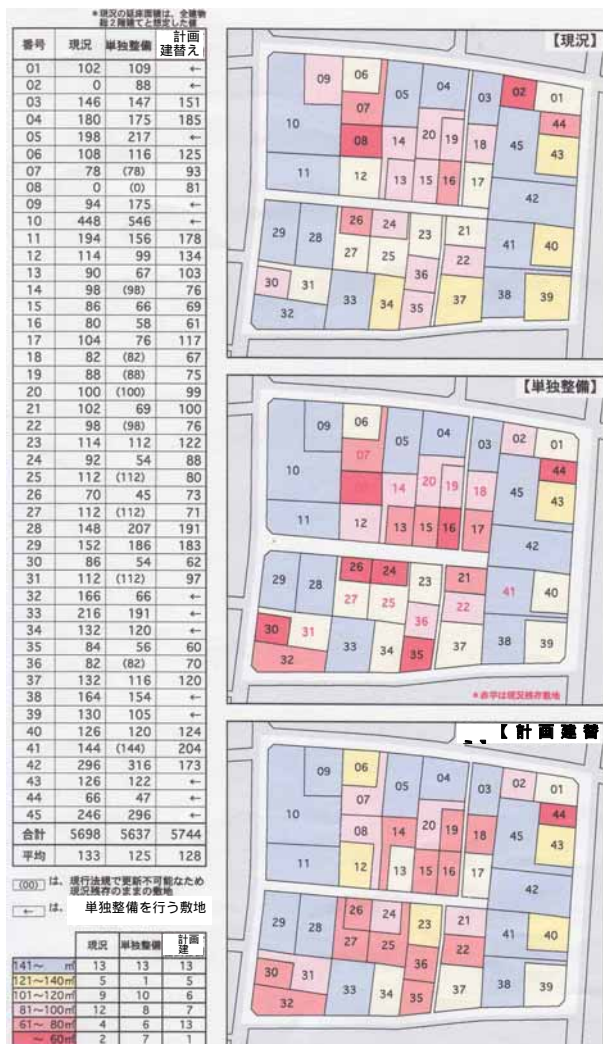 *現況の延床面積は、全建物
総2階建てと想定した値
番号 現況 単独整備 計画建替え
01 102 109 ←
02 0 88 ←
03 146 147 151
04 180 175 185
05 198 217 ←
06 108 116 125
07 78 (78) 93
08 0 (0) 81
09 94 175 ←
10 448 546 ←
11 194 156 178
12 114 99 134
13 90 67 103
14 98 (98) 76
15 86 66 69
16 80 58 61
17 104 76 117
18 82 (82) 67
19 88 (88) 75
20 100 (100) 99
21 102 69 100
22 98 (98) 76
23 114 112 122
24 92 54 88
25 112 (112) 80
26 70 45 73
27 112 (112) 71
28 148 207 191
29 152 186 183
30 86 54 62
31 112 (112) 97
32 166 66 ←
33 216 191 ←
34 132 120 ←
35 84 56 60
36 82 (82) 70
37 132 116 120
38 164 154 ←
39 130 105 ←
40 126 120 124
41 144 (144) 204
42 296 316 173
43 126 122 ←
44 66 47 ←
45 246 296 ←
合計 5698 5637 5744
平均 133 125 128
(00) は、現行法規で更新不可能なため
現況残存のままの敷地
← は、単独整備を行う敷地
現況 単独整備 計画建
141~ ㎡ 13 13 13
121~140㎡ 5 1 5
101~120㎡ 9 10 6
81~100㎡ 12 8 7
61~ 80㎡ 4 6 13
~ 60㎡ 2 7 1
【現況】
09 06 05 04 03 02 01
10 07 44
08 14 20 19 18 45 43
11 12 13 15 16 17 42
29 28 26 24 23 21 41 40
27 25 22
30 31 36
32 33 34 35 37 38 39
【単独整備】
09 06 05 04 03 02 01
10 07 44
14 20 19 18 45 43
11 12 13 15 16 17 42
29 28 26 24 23 21 41 40
27 25 22
30 31 36
32 33 34 35 37 38 39
*赤字は現況残存敷地
【計画建替
09 06 05 04 03 02 01
10 07 44
08 14 20 19 18 45 43
11 12 13 15 16 17 42
29 28 26 24 23 21 41 40
27 25 22
30 31 36
32 33 34 35 37 38 39